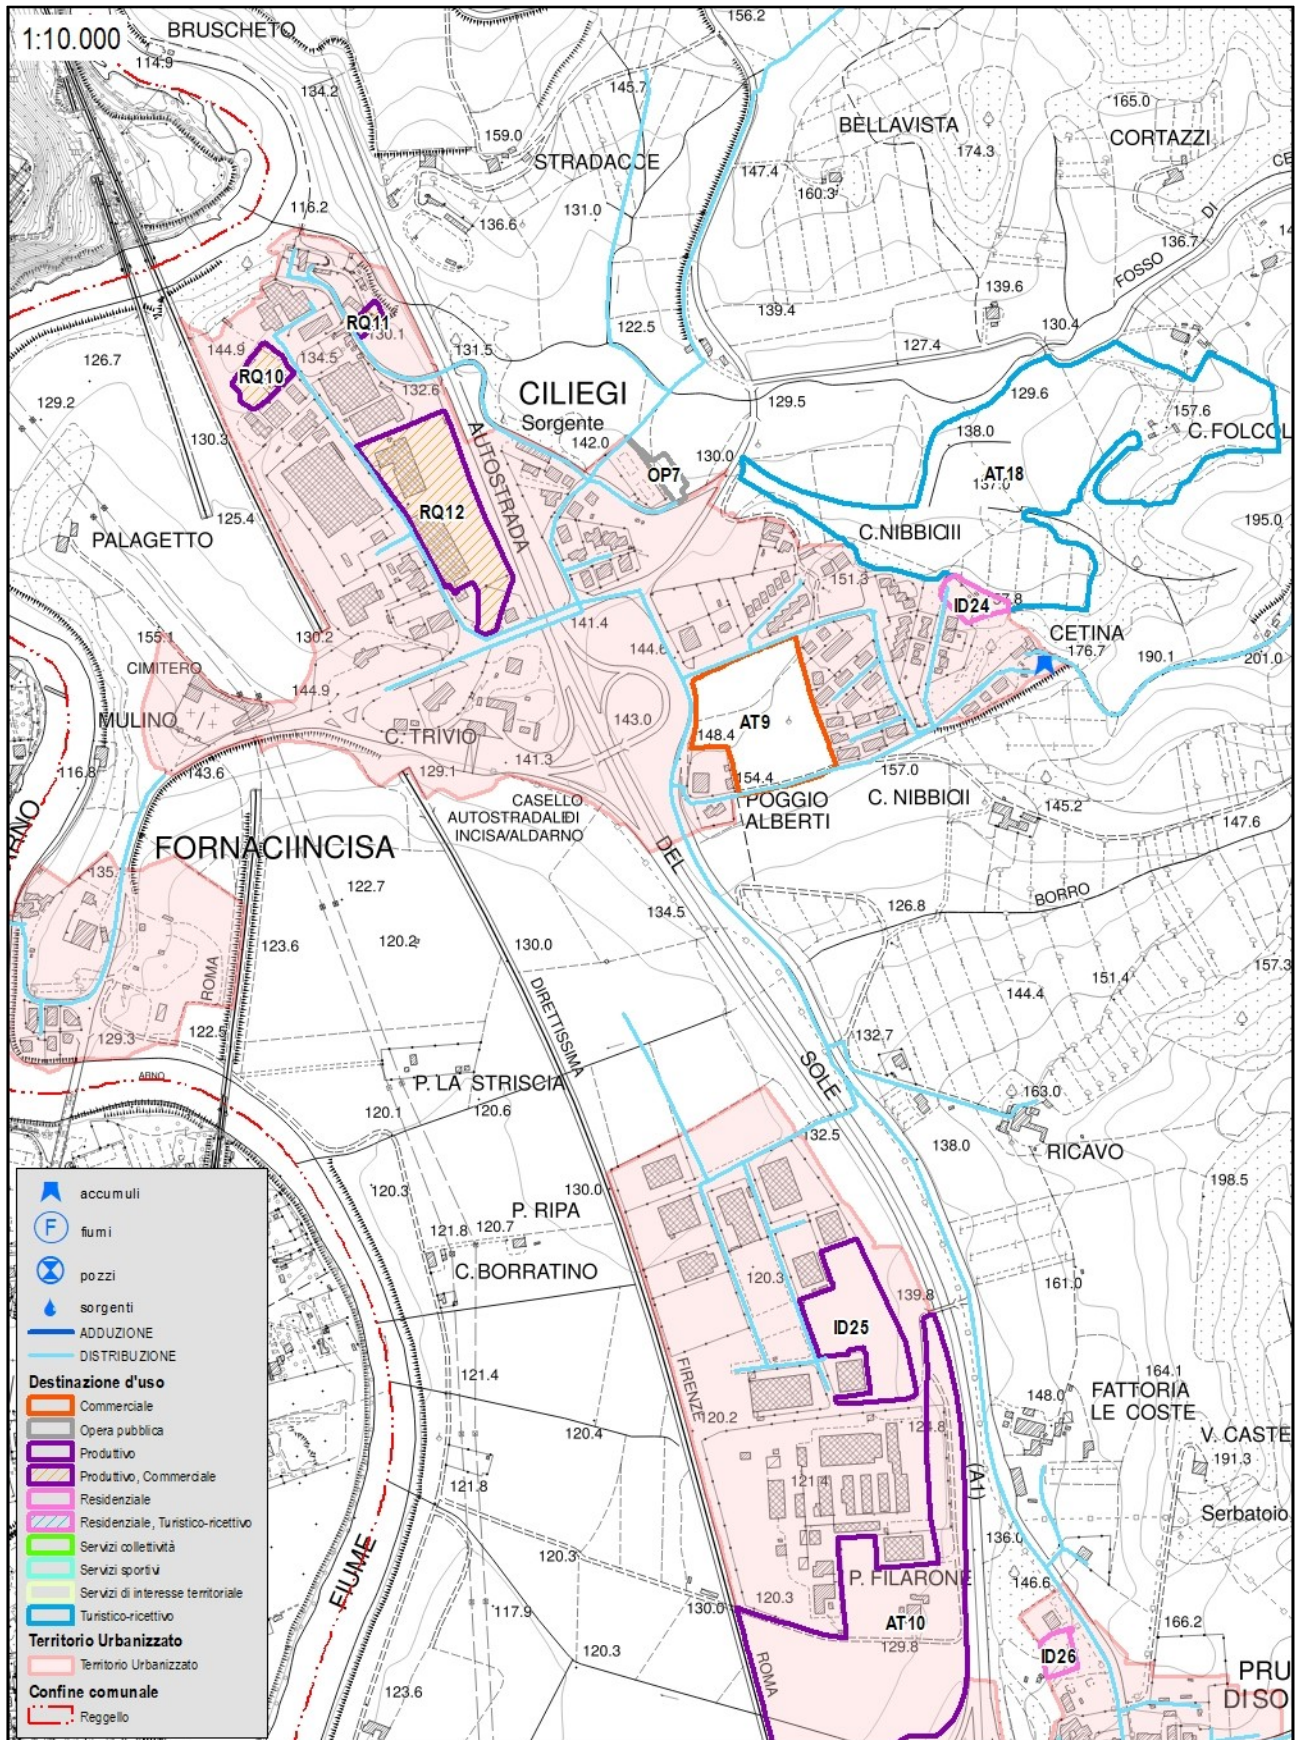 1:10.000
BRUSCHETO
156.2
114.9
134.2
145.7
165.0
BELLAVISTA
CORTAZZI
159.0
STRADACCE
174.3
147.4
160.3
116.2
136.6
131.0
DI
136.7
FOSSO
139.6
139.4
122.5
130.4
RQ11
130.1
144.9
134.5
131.5
127.4
126.7
RQ10
132.6
CILIEGI
129.5
129.6
129.2
Sorgente
157.6
142.0
138.0
C. FOLCOL
130.3
AUTOSTRADA
130.0
OP7
AT18
137.0
125.4
RQ12
195.0
PALAGETTO
C.NIBBICIII
151.3
57.8
ID24
155.1
130.2
141.4
CETINA
144.6
176.7
190.1
201.0
CIMITERO
144.9
MULINO
143.0
AT9
C. TRIVIO
148.4
116.8
143.6
129.1
141.3
154.4
157.0
CASELLO
AUTOSTRADALEDI
INCISA/ALDARNO
POGGIO
ALBERTI
C. NIBBICII
145.2
147.6
ARNO
FORNACIINCISA
DEL
135.
122.7
BORRO
134.5
126.8
123.6
120.2
130.0
157.3
ROMA
151.4
144.4
DIRETTISSIMA
122.5
129.3
132.7
ARNO
P. LA STRISCIA
SOLE
163.0
120.1
120.6
132.5
138.0
RICAVO
120.3
130.0
198.5
P. RIPA
121.8
120.7
C.BORRATINO
120.3
161.0
139.8
ID25
FIRENZE
121.4
164.1
148.0
FATTORIA
LE COSTE
120.2
120.4
124.8
V. CASTE
191.3
121.8
121.4
(A1)
Serbatoio
120.3
136.0
FIUME
P. FILARONE
146.6
117.9
130.0
120.3
AT10
129.8
166.2
120.3
ID26
ROMA
PRU
DI SO
123.6
accumuli
F
fiumi
pozzi
sorgenti
ADDUZIONE
DISTRIBUZIONE
Destinazione d'uso
Commerciale
Opera pubblica
Produttivo
Produttivo, Commerciale
Residenziale
Residenziale, Turistico-ricettivo
Servizi collettività
Servizi sportivi
Servizi di interesse territoriale
Turistico-ricettivo
Territorio Urbanizzato
Territorio Urbanizzato
Confine comunale
Reggello